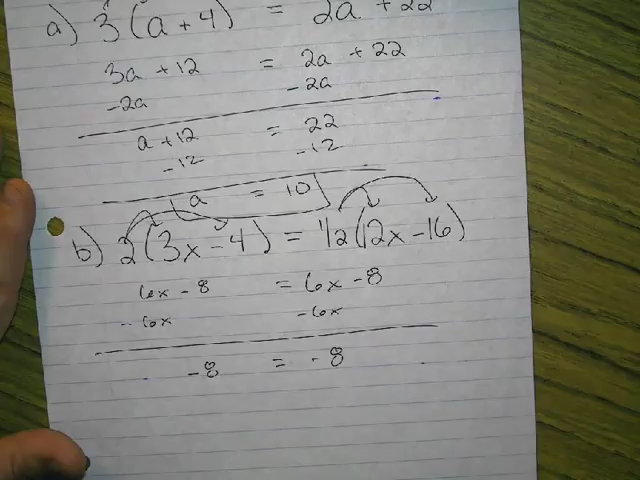 a) 3(a+4) = 2a + 22
3a + 12 = 2a + 22
-2a -2a
a + 12 = 22
-12 -12
a = 10
b) 2(3x - 4) = 1/2(12x - 16)
6x - 8 = 6x - 8
- 6x - 6x
-8 = -8